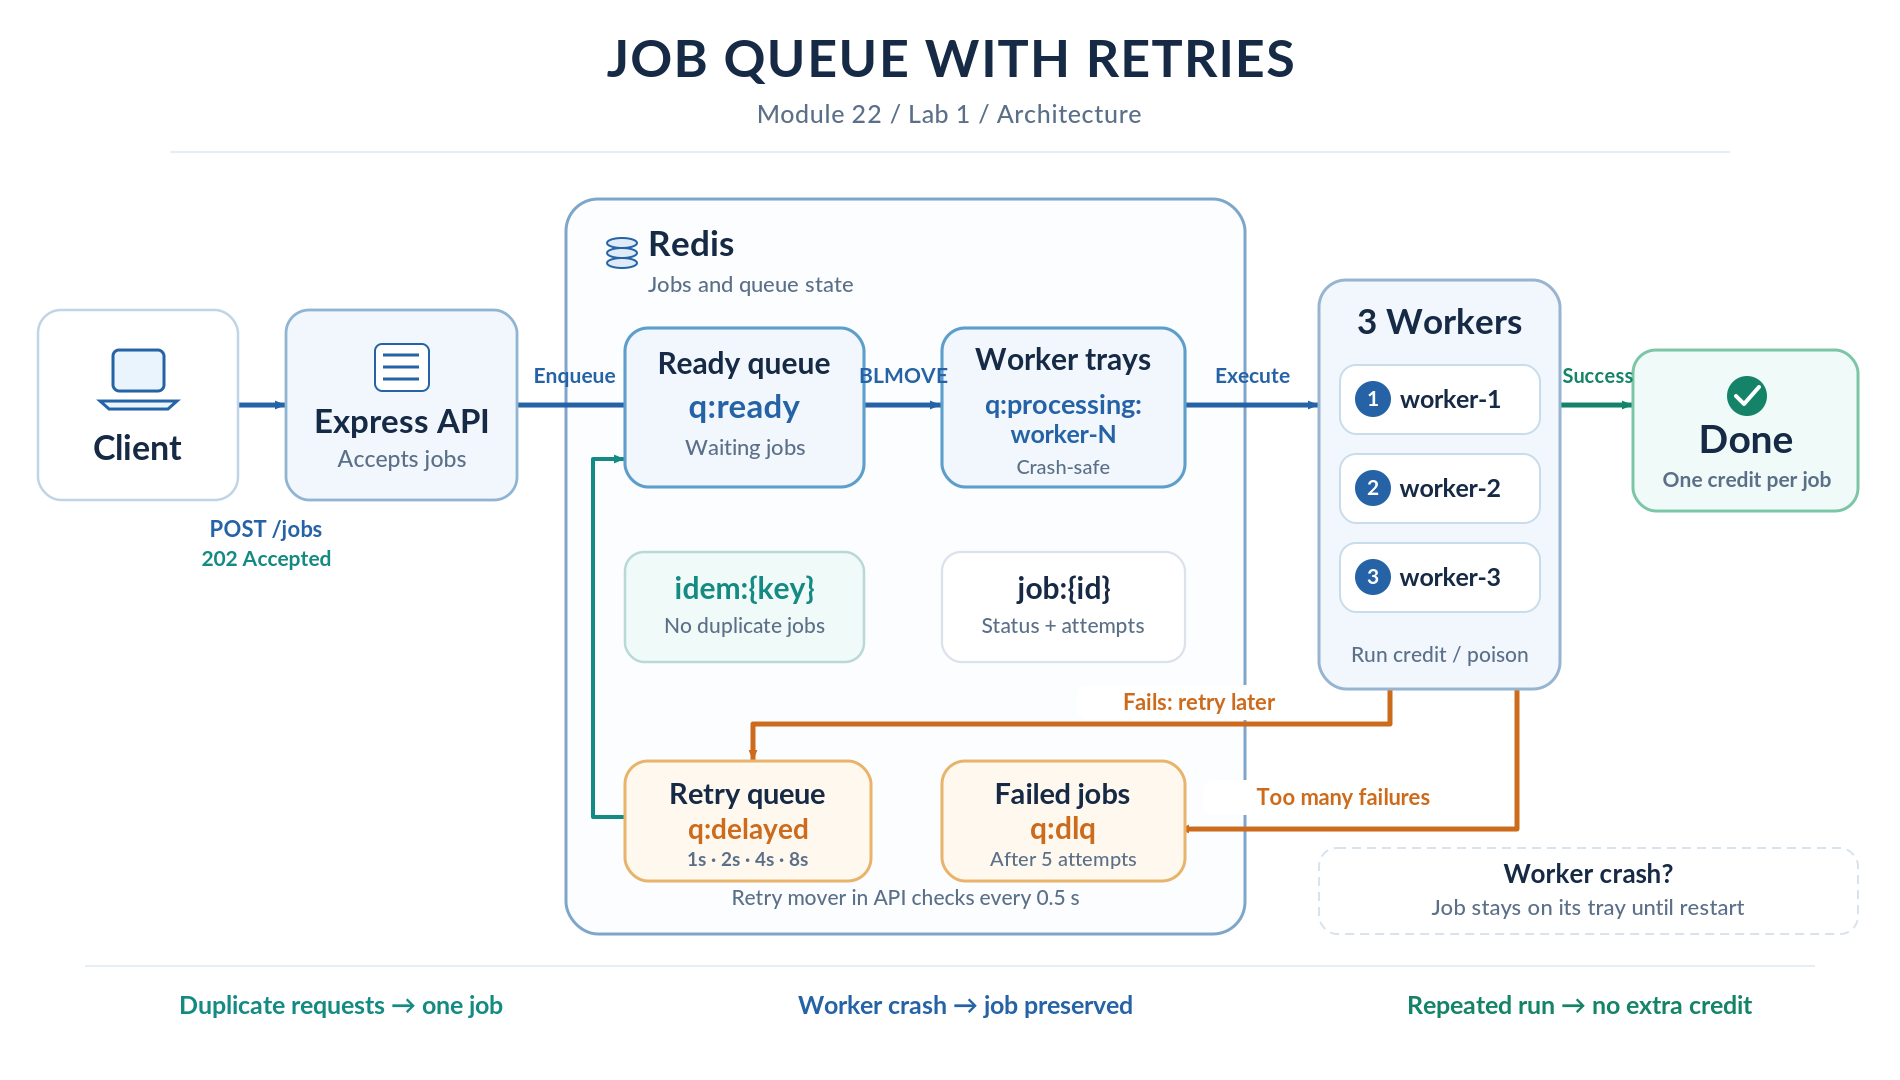 JOB QUEUE WITH RETRIES
Module 22 / Lab 1 / Architecture
Client
Express API
Accepts jobs
POST /jobs
202 Accepted
Enqueue
Redis
Jobs and queue state
Ready queue
q:ready
Waiting jobs
BLMOVE
Worker trays
q:processing:
worker-N
Crash-safe
Execute
3 Workers
1 worker-1
2 worker-2
3 worker-3
Run credit / poison
Success
Done
One credit per job
idem:{key}
No duplicate jobs
job:{id}
Status + attempts
Fails: retry later
Retry queue
q:delayed
1s · 2s · 4s · 8s
Failed jobs
q:dlq
After 5 attempts
Too many failures
Retry mover in API checks every 0.5 s
Worker crash?
Job stays on its tray until restart
Duplicate requests → one job
Worker crash → job preserved
Repeated run → no extra credit